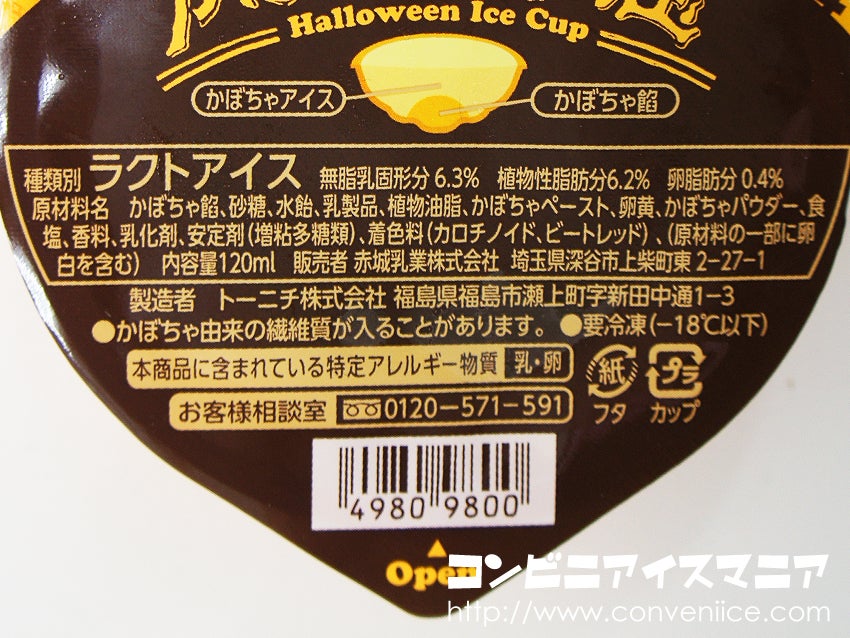 Halloween Ice Cup
かぼちゃアイス
かぼちゃ餡
種類別 ラクトアイス 無脂乳固形分 6.3% 植物性脂肪分6.2% 卵脂肪分 0.4%
原材料名 かぼちゃ餡、砂糖、水飴、乳製品、植物油脂、かぼちゃペースト、卵黄、かぼちゃパウダー、食
塩、香料、乳化剤、安定剤(増粘多糖類)、着色料(カロチノイド、ビートレッド)、(原材料の一部に卵
白を含む) 内容量120ml 販売者 赤城乳業株式会社 埼玉県深谷市上柴町東 2-27-1
製造者 トーニチ株式会社 福島県福島市瀬上町字新田中通1-3
●かぼちゃ由来の繊維質が入ることがあります。 ●要冷凍(-18℃以下)
本商品に含まれている特定アレルギー物質 乳・卵
紙 プラ
フタ カップ
お客様相談室 0120-571-591
4980 9800
Open
コンビニアイスマニア
http://www.conveniice.com/